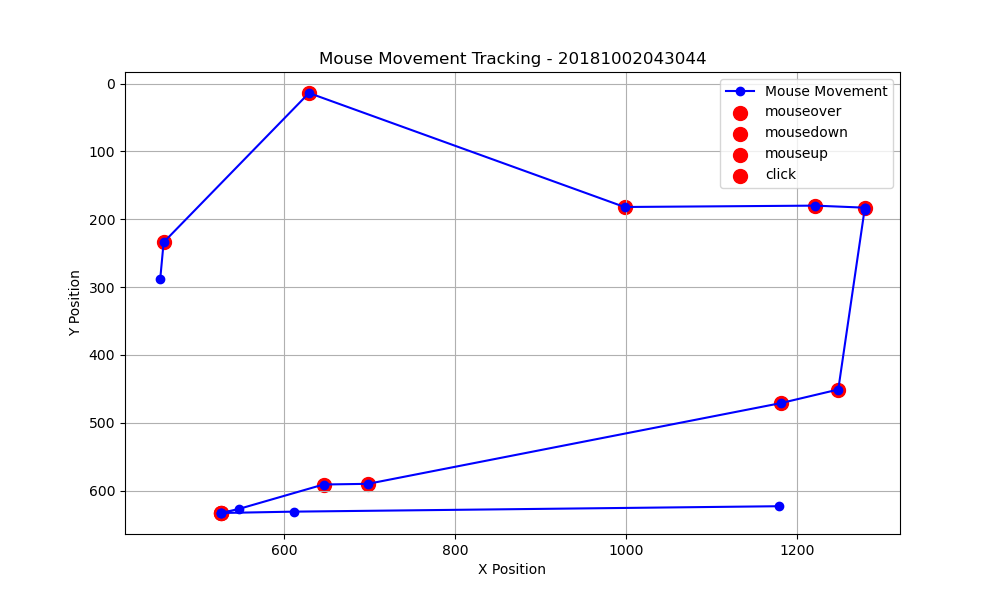 Mouse Movement Tracking - 20181002043044
Mouse Movement
mouseover
mousedown
mouseup
click
0
100
200
300
400
500
600
Y Position
600
800
1000
1200
X Position